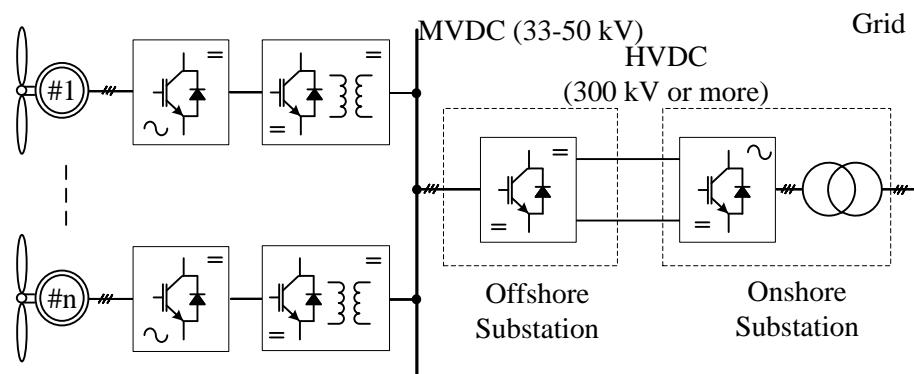 MVDC (33-50 kV)
Grid
HVDC
(300 kV or more)
#1
#n
Offshore
Substation
Onshore
Substation